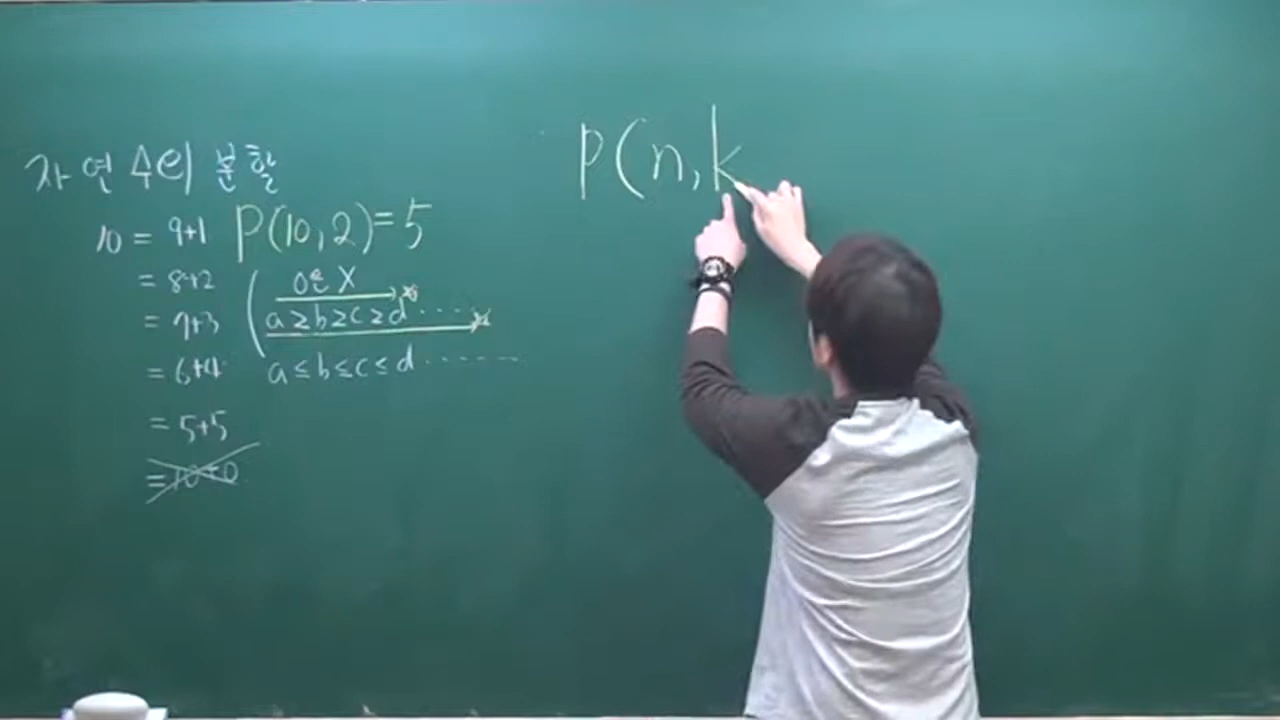 자연수의 분할
10 = 9+1
= 8+2
= 7+3
= 6+4
= 5+5
= 10+0
P(10,2)=5
0은 X
a≥b≥c≥d·····
a≤b≤c≤d······
P(n,k